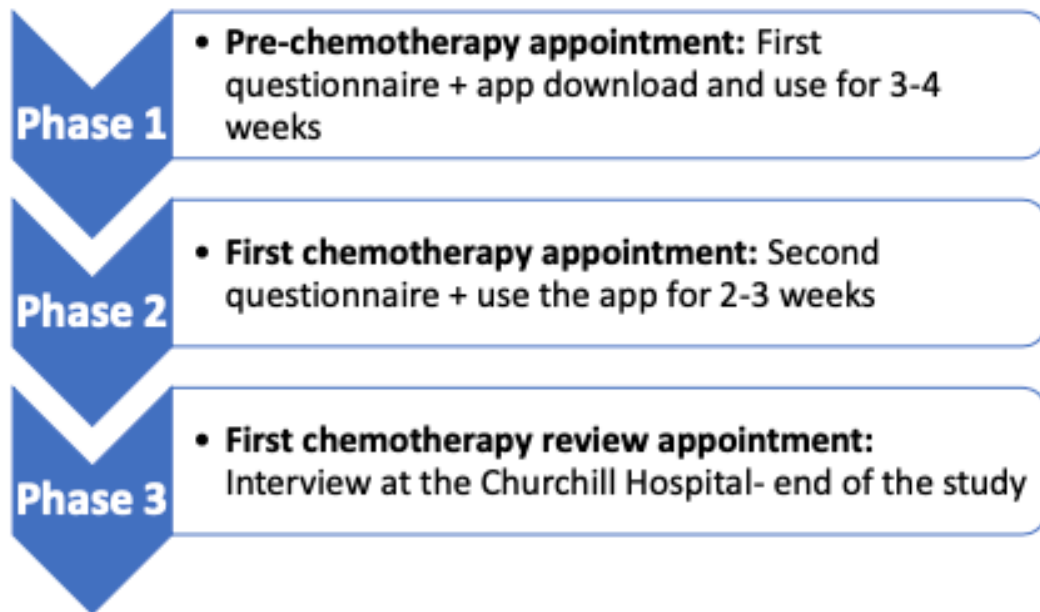 Phase 1
• Pre-chemotherapy appointment: First
questionnaire + app download and use for 3-4
weeks
Phase 2
• First chemotherapy appointment: Second
questionnaire + use the app for 2-3 weeks
Phase 3
• First chemotherapy review appointment:
Interview at the Churchill Hospital- end of the study